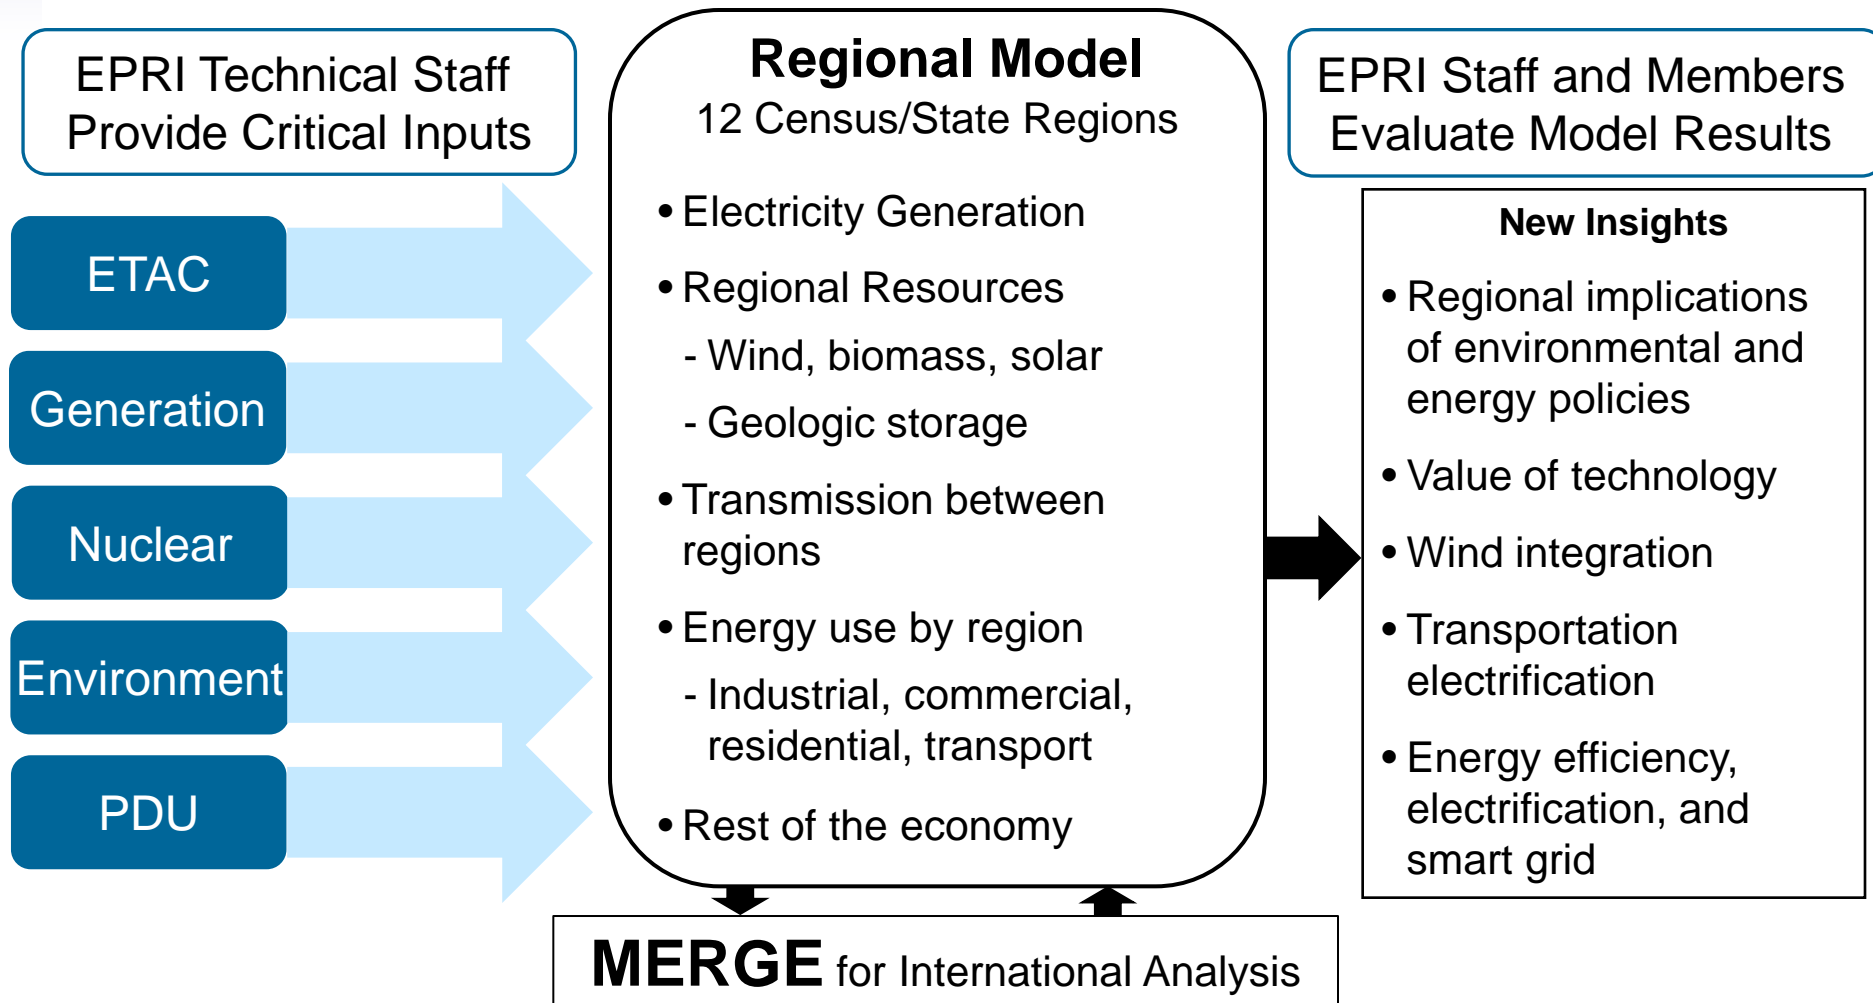 EPRI Technical Staff
Provide Critical Inputs
ETAC
Generation
Nuclear
Environment
PDU
Regional Model
12 Census/State Regions
• Electricity Generation
• Regional Resources
- Wind, biomass, solar
- Geologic storage
• Transmission between
regions
• Energy use by region
- Industrial, commercial,
residential, transport
• Rest of the economy
MERGE for International Analysis
EPRI Staff and Members
Evaluate Model Results
New Insights
• Regional implications
of environmental and
energy policies
• Value of technology
• Wind integration
• Transportation
electrification
• Energy efficiency,
electrification, and
smart grid